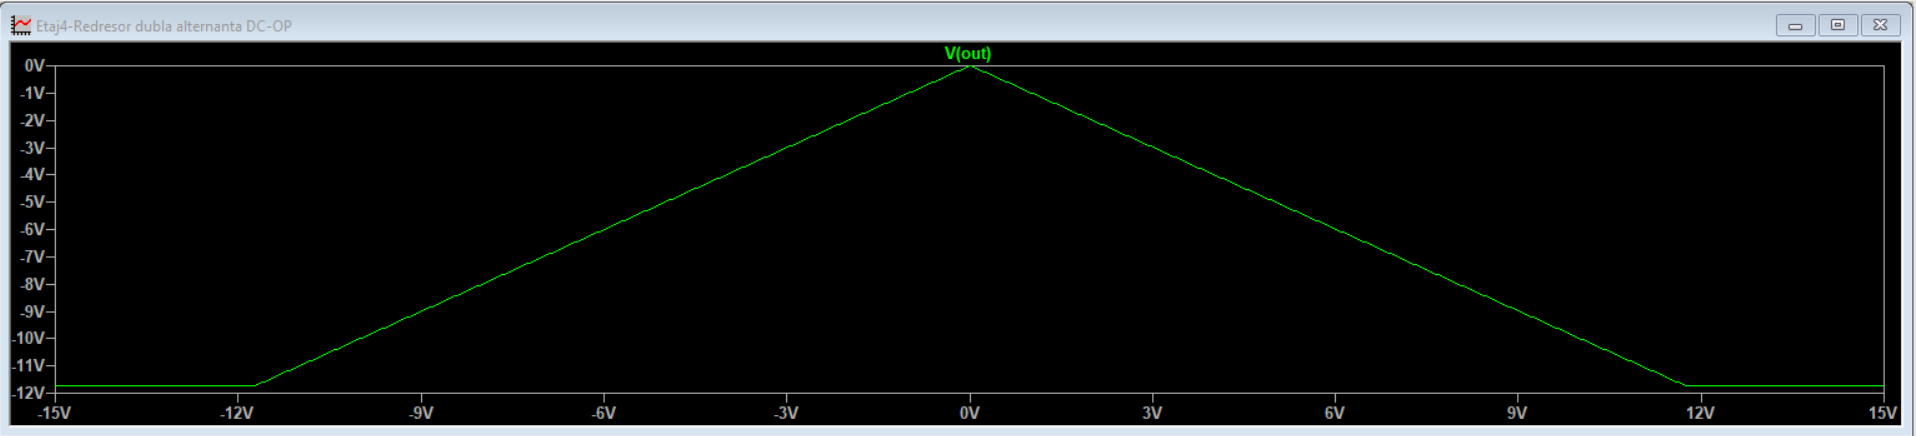 Etaj4-Redresor dubla alternanta DC-OP
V(out)
0V
-1V
-2V
-3V
-4V
-5V
-6V
-7V
-8V
-9V
-10V
-11V
-12V
-15V -12V -9V -6V -3V 0V 3V 6V 9V 12V 15V